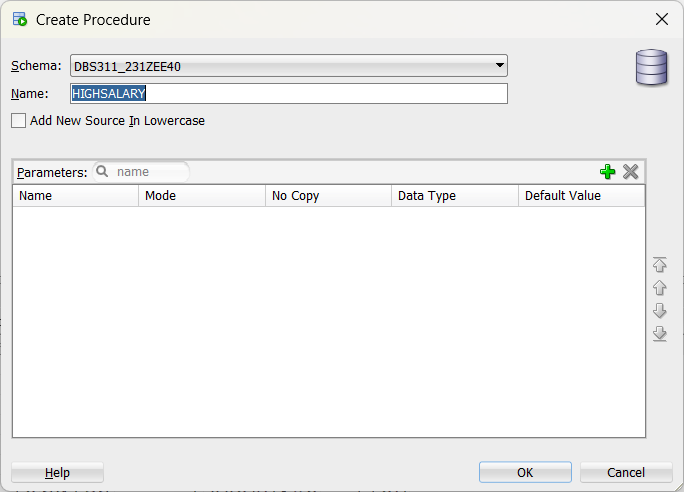 Create Procedure
Schema: DBS311_231ZEE40
Name: HIGHSALARY
Add New Source In Lowercase
Parameters: name
Name Mode No Copy Data Type Default Value
Help OK Cancel